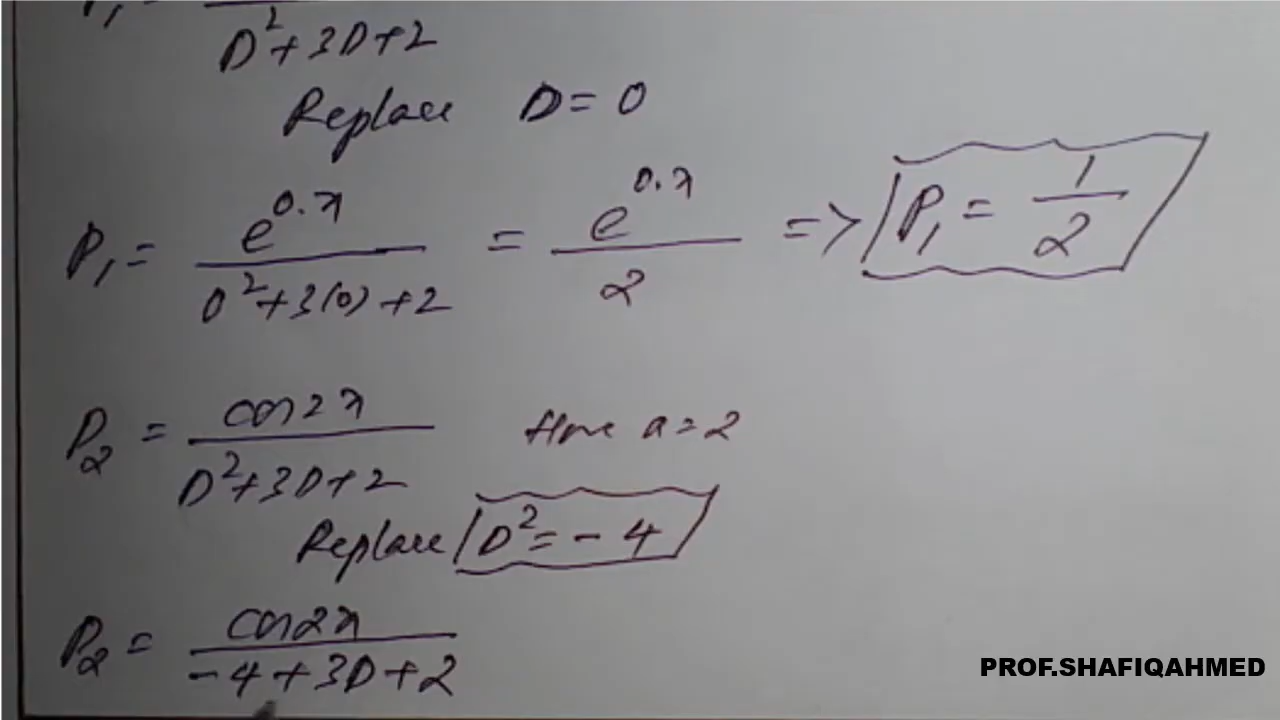 P₁ =
D²+3D+2
Replace D=0
P₁ = e^{0.x} / 0²+3(0)+2 = e^{0.x} / 2 => P₁ = 1/2
P₂ = cos2x / D²+3D+2 Here a=2
Replace D²=-4
P₂ = cos2x / -4+3D+2
PROF.SHAFIQAHMED